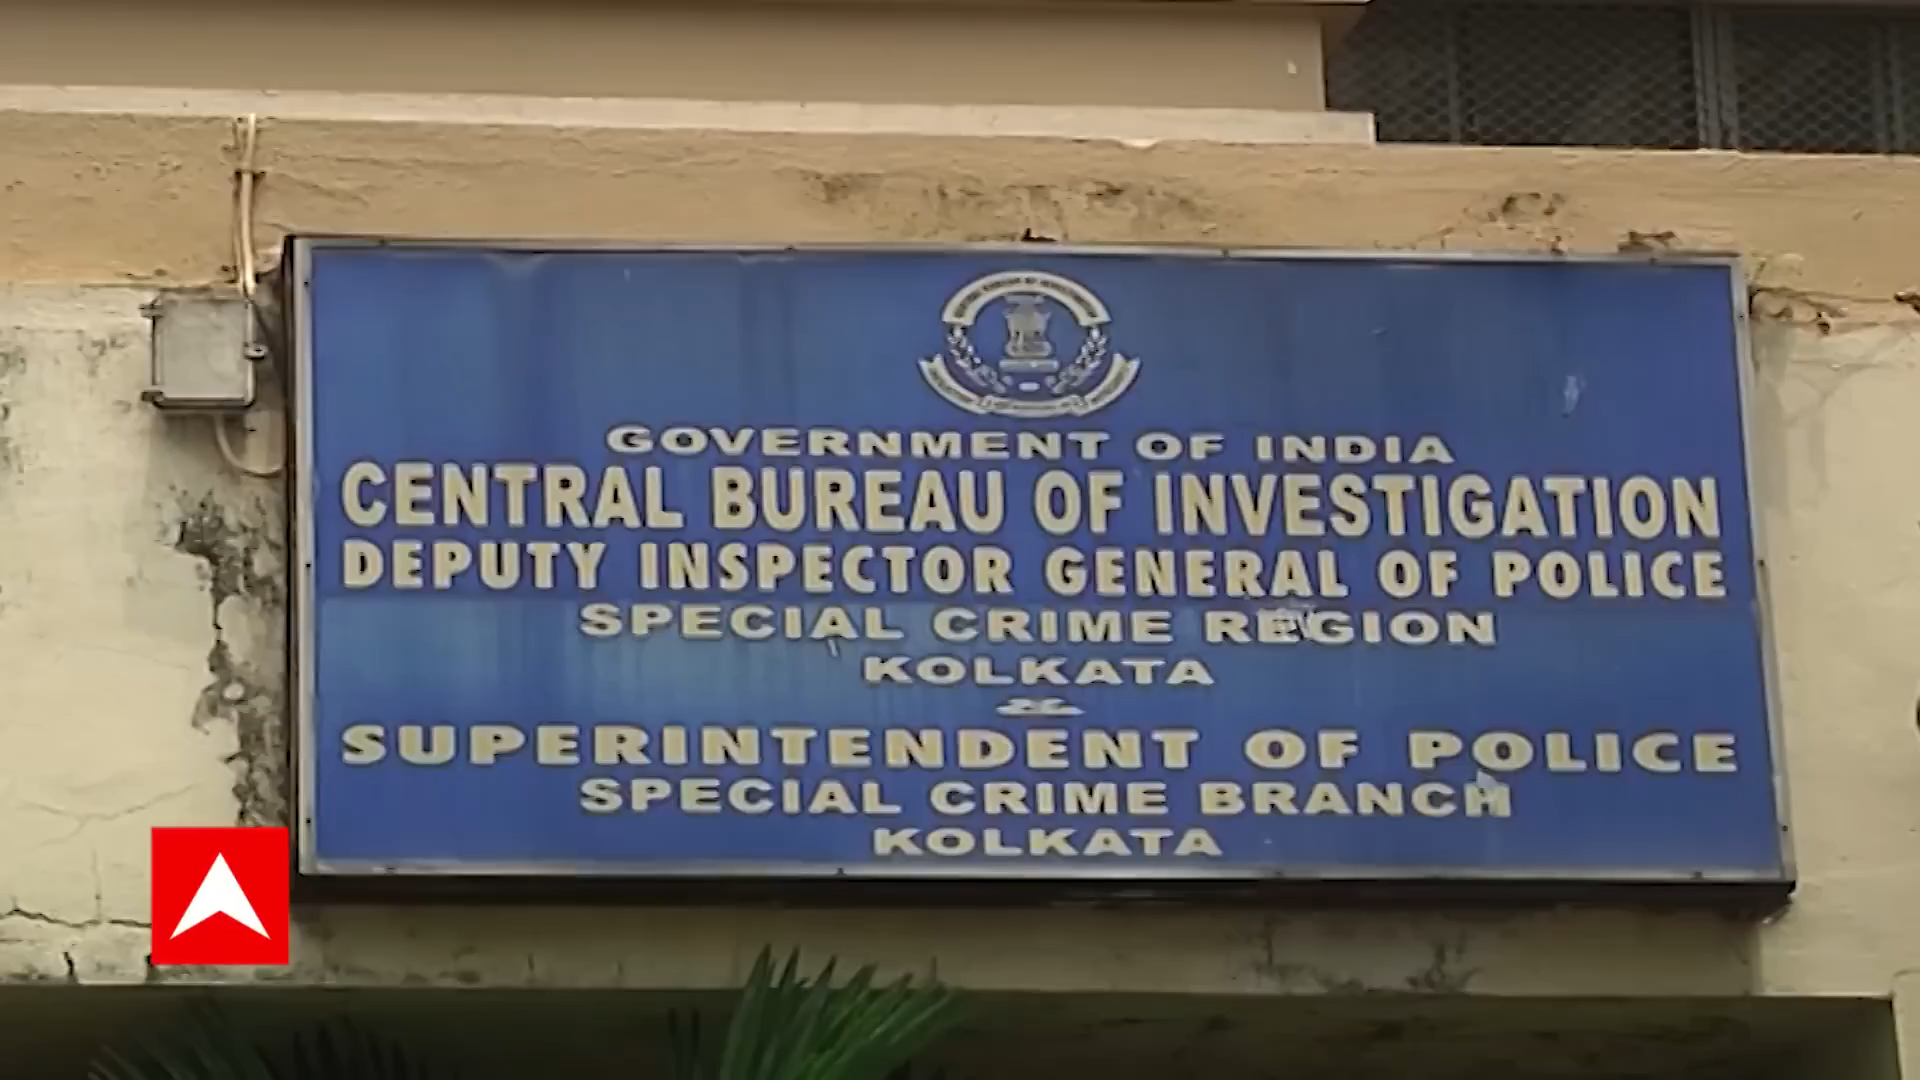 GOVERNMENT OF INDIA
CENTRAL BUREAU OF INVESTIGATION
DEPUTY INSPECTOR GENERAL OF POLICE
SPECIAL CRIME REGION
KOLKATA
&
SUPERINTENDENT OF POLICE
SPECIAL CRIME BRANCH
KOLKATA